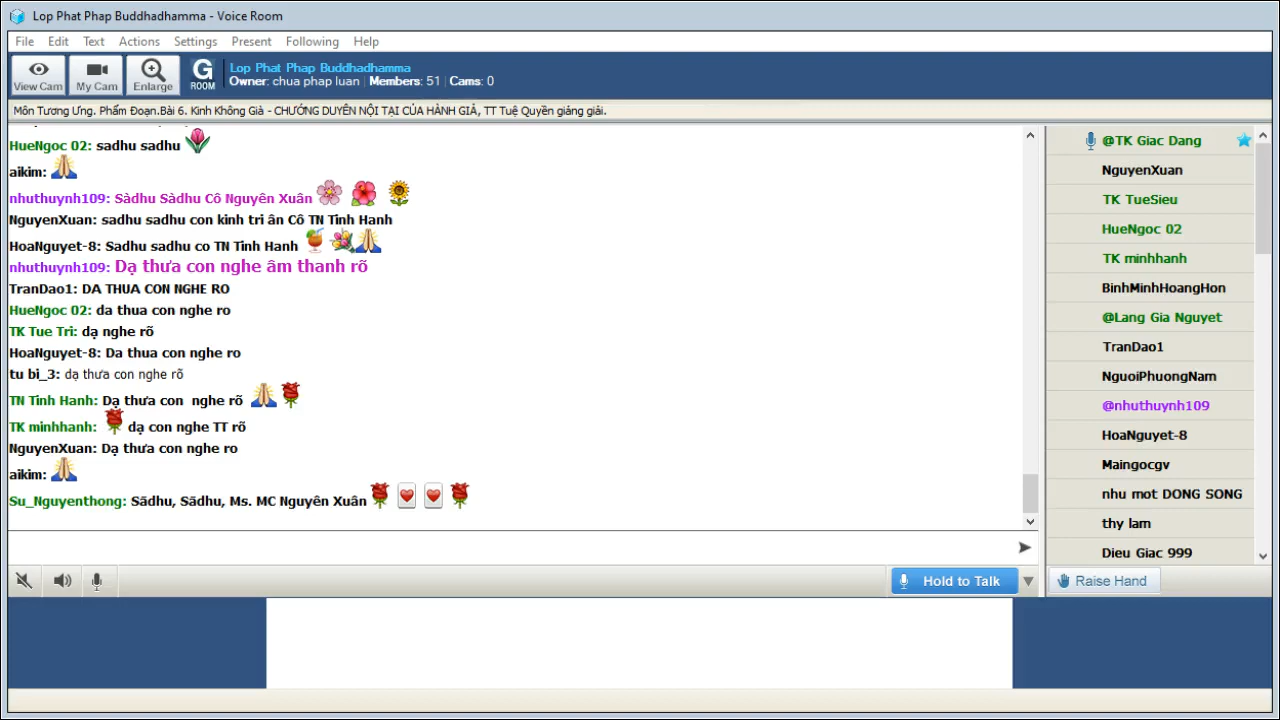 Lop Phat Phap Buddhadhamma - Voice Room
File Edit Text Actions Settings Present Following Help
View Cam My Cam Enlarge G ROOM
Lop Phat Phap Buddhadhamma
Owner: chua phap luan Members: 51 Cams: 0
Môn Tương Ưng. Phẩm Đoạn.Bài 6. Kinh Không Già - CHƯỚNG DUYÊN NỘI TẠI CỦA HÀNH GIẢ, TT Tuệ Quyền giảng giải.
HueNgoc 02: sadhu sadhu
aikim:
nhuthuynh109: Sàdhu Sàdhu Cô Nguyên Xuân
NguyenXuan: sadhu sadhu con kinh tri ân Cô TN Tinh Hanh
HoaNguyet-8: Sadhu sadhu co TN Tinh Hanh
nhuthuynh109: Dạ thưa con nghe âm thanh rõ
TranDao1: DA THUA CON NGHE RO
HueNgoc 02: da thua con nghe ro
TK Tue Tri: dạ nghe rõ
HoaNguyet-8: Da thua con nghe ro
tu bi_3: dạ thưa con nghe rõ
TN Tinh Hanh: Dạ thưa con nghe rõ
TK minhhanh: dạ con nghe TT rõ
NguyenXuan: Dạ thưa con nghe ro
aikim:
Su_Nguyenthong: Sãdhu, Sãdhu, Ms. MC Nguyên Xuân
@TK Giac Dang
NguyenXuan
TK TueSieu
HueNgoc 02
TK minhhanh
BinhMinhHoangHon
@Lang Gia Nguyet
TranDao1
NguoiPhuongNam
@nhuthuynh109
HoaNguyet-8
Maingocgv
nhu mot DONG SONG
thy lam
Dieu Giac 999
Hold to Talk
Raise Hand